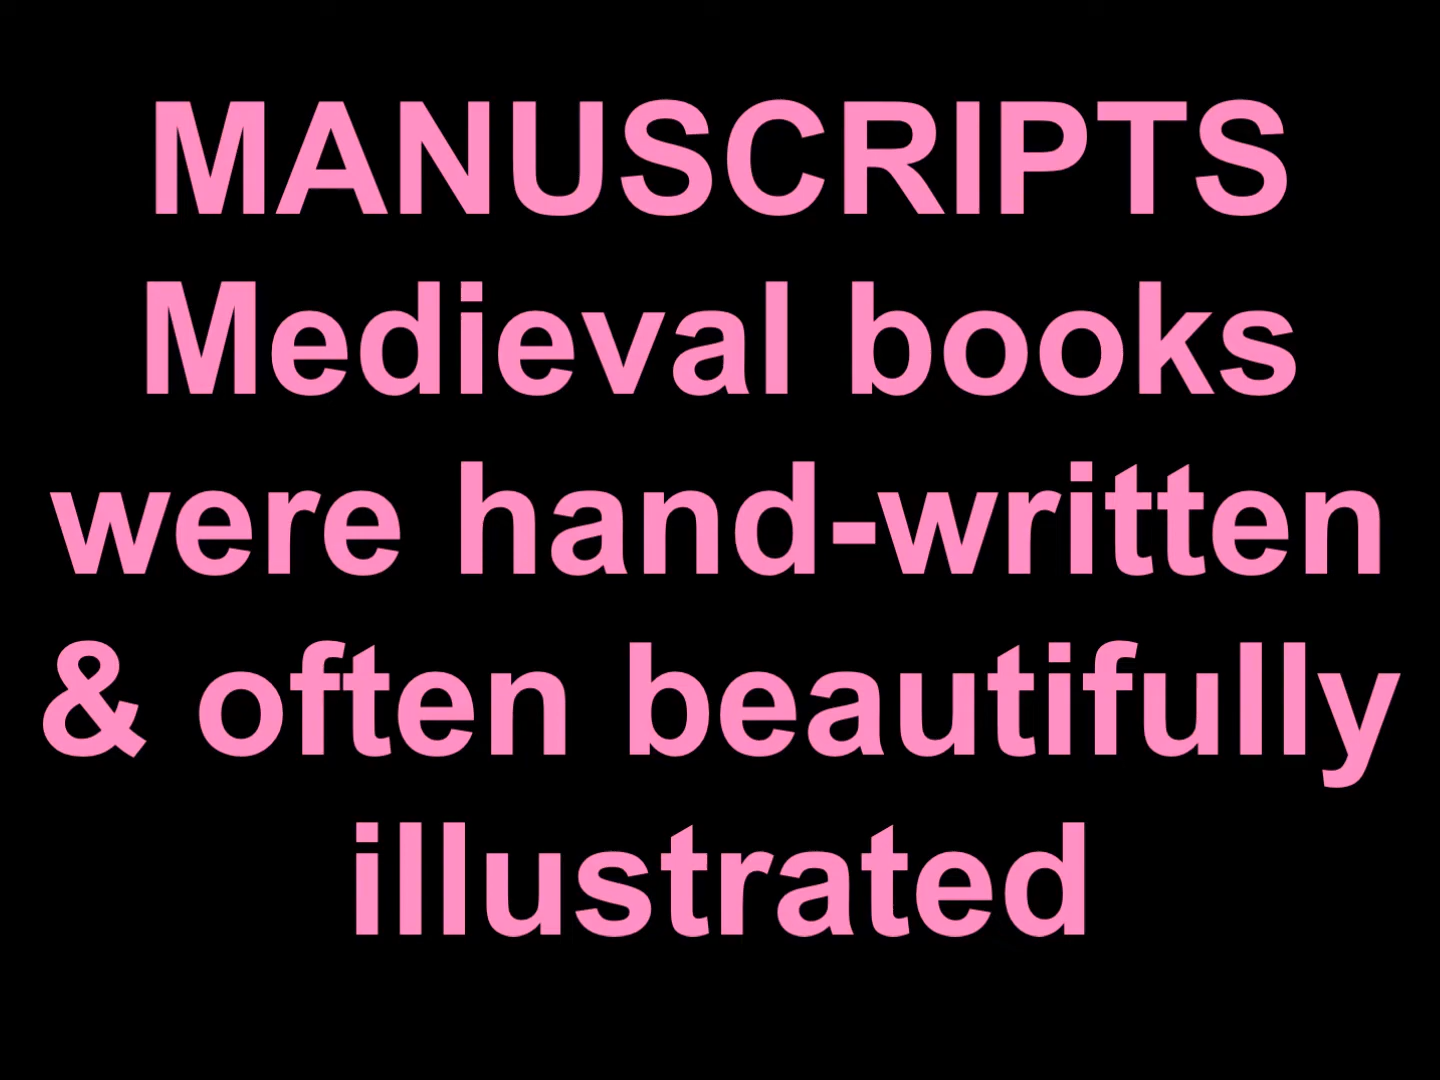 MANUSCRIPTS
Medieval books
were hand-written
& often beautifully
illustrated